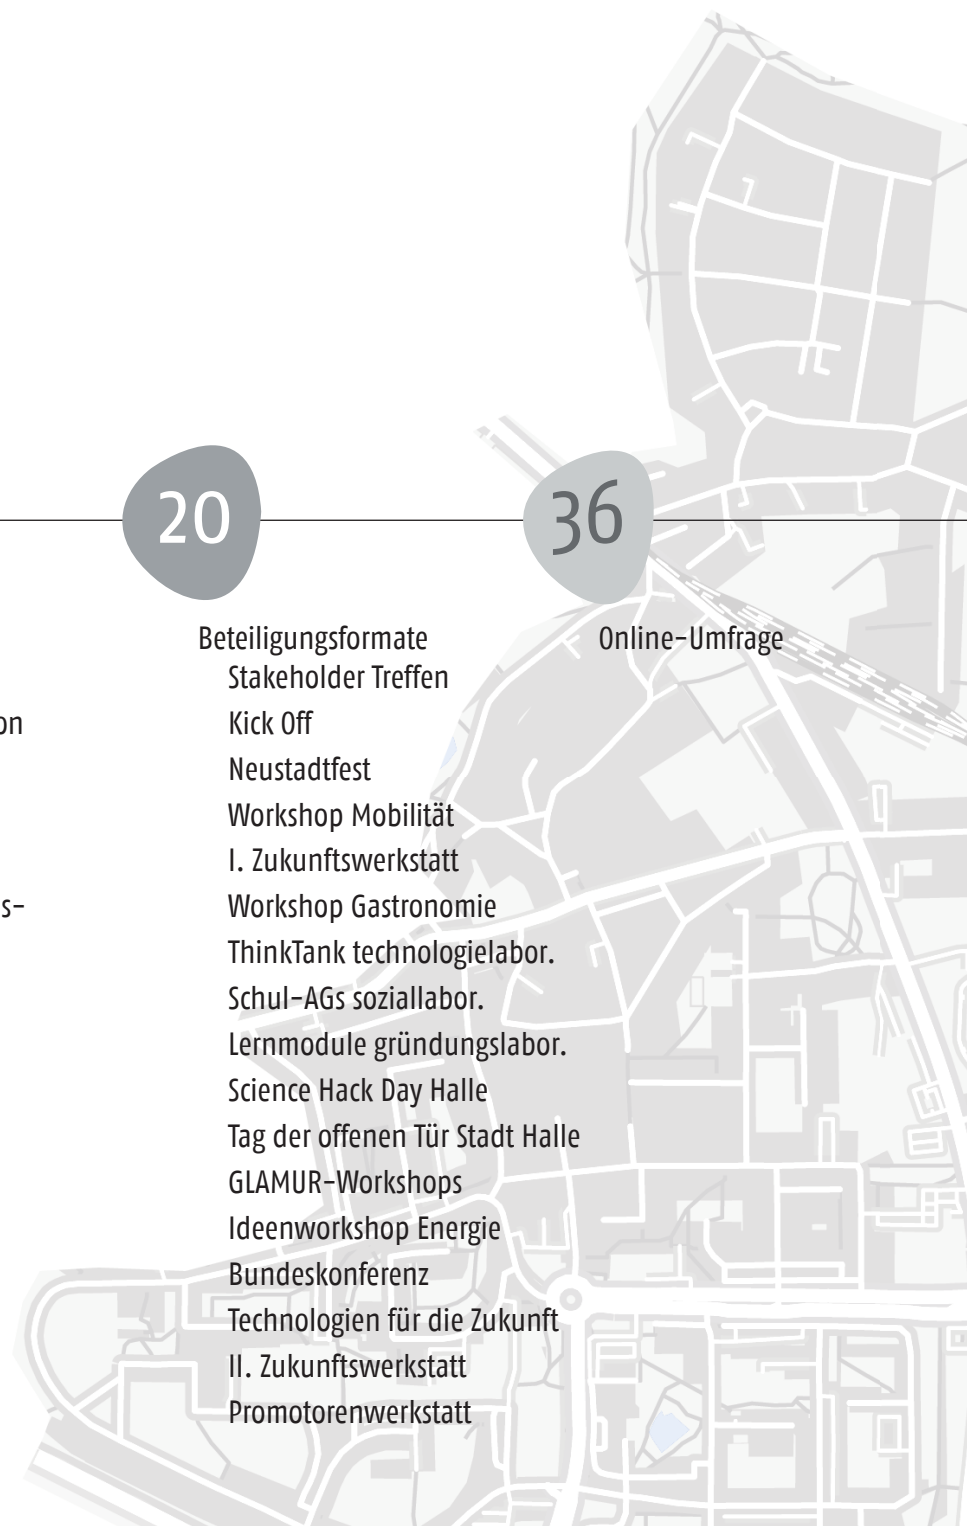 20
36
Beteiligungsformate
Online-Umfrage
Stakeholder Treffen
on
Kick Off
Neustadtfest
Workshop Mobilität
I. Zukunftswerkstatt
s-
Workshop Gastronomie
ThinkTank technologielabor.
Schul-AGs soziallabor.
Lernmodule gründungslabor.
Science Hack Day Halle
Tag der offenen Tür Stadt Halle
GLAMUR-Workshops
Ideenworkshop Energie
Bundeskonferenz
Technologien für die Zukunft
II. Zukunftswerkstatt
Promotorenwerkstatt